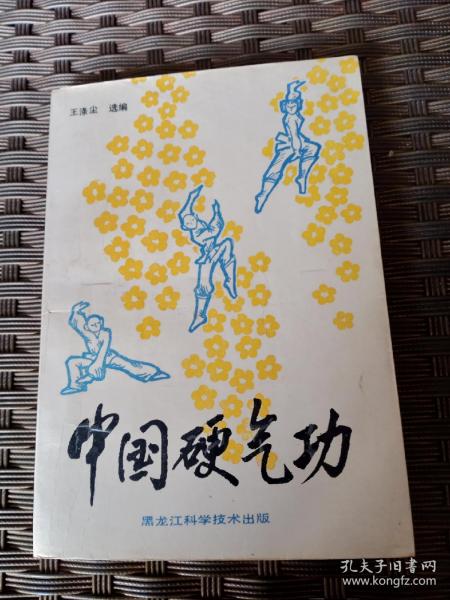 王涤尘 选编
中国硬气功
黑龙江科学技术出版
孔夫子旧书网
www.kongfz.com